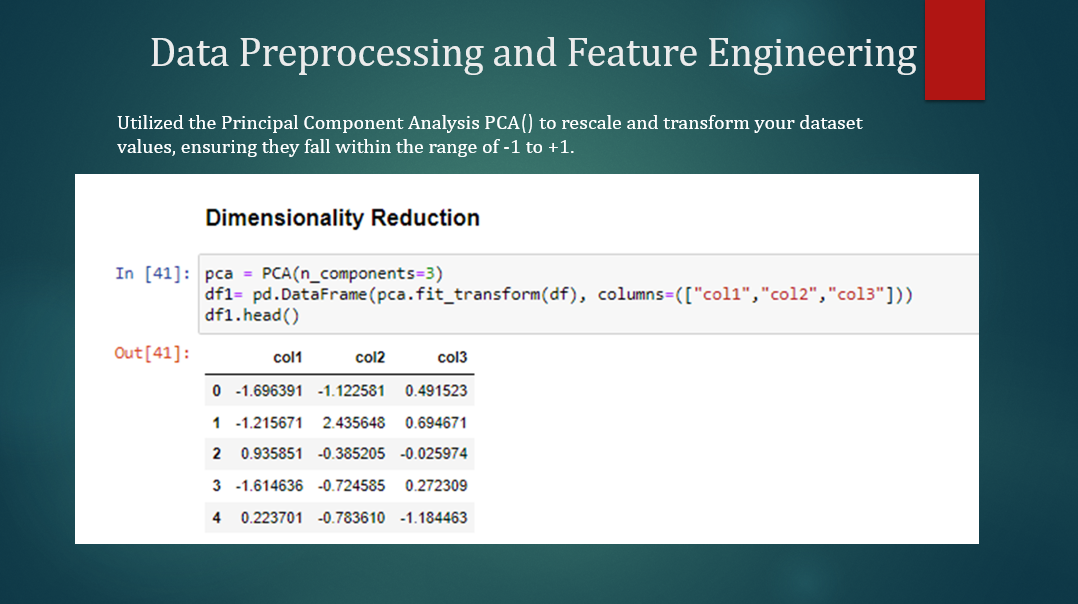 Data Preprocessing and Feature Engineering
Utilized the Principal Component Analysis PCA() to rescale and transform your dataset
values, ensuring they fall within the range of -1 to +1.
Dimensionality Reduction
In [41]: pca = PCA(n_components=3)
df1= pd.DataFrame(pca.fit_transform(df), columns=(["col1","col2","col3"]))
df1.head()
Out[41]:
col1 col2 col3
0 -1.696391 -1.122581 0.491523
1 -1.215671 2.435648 0.694671
2 0.935851 -0.385205 -0.025974
3 -1.614636 -0.724585 0.272309
4 0.223701 -0.783610 -1.184463